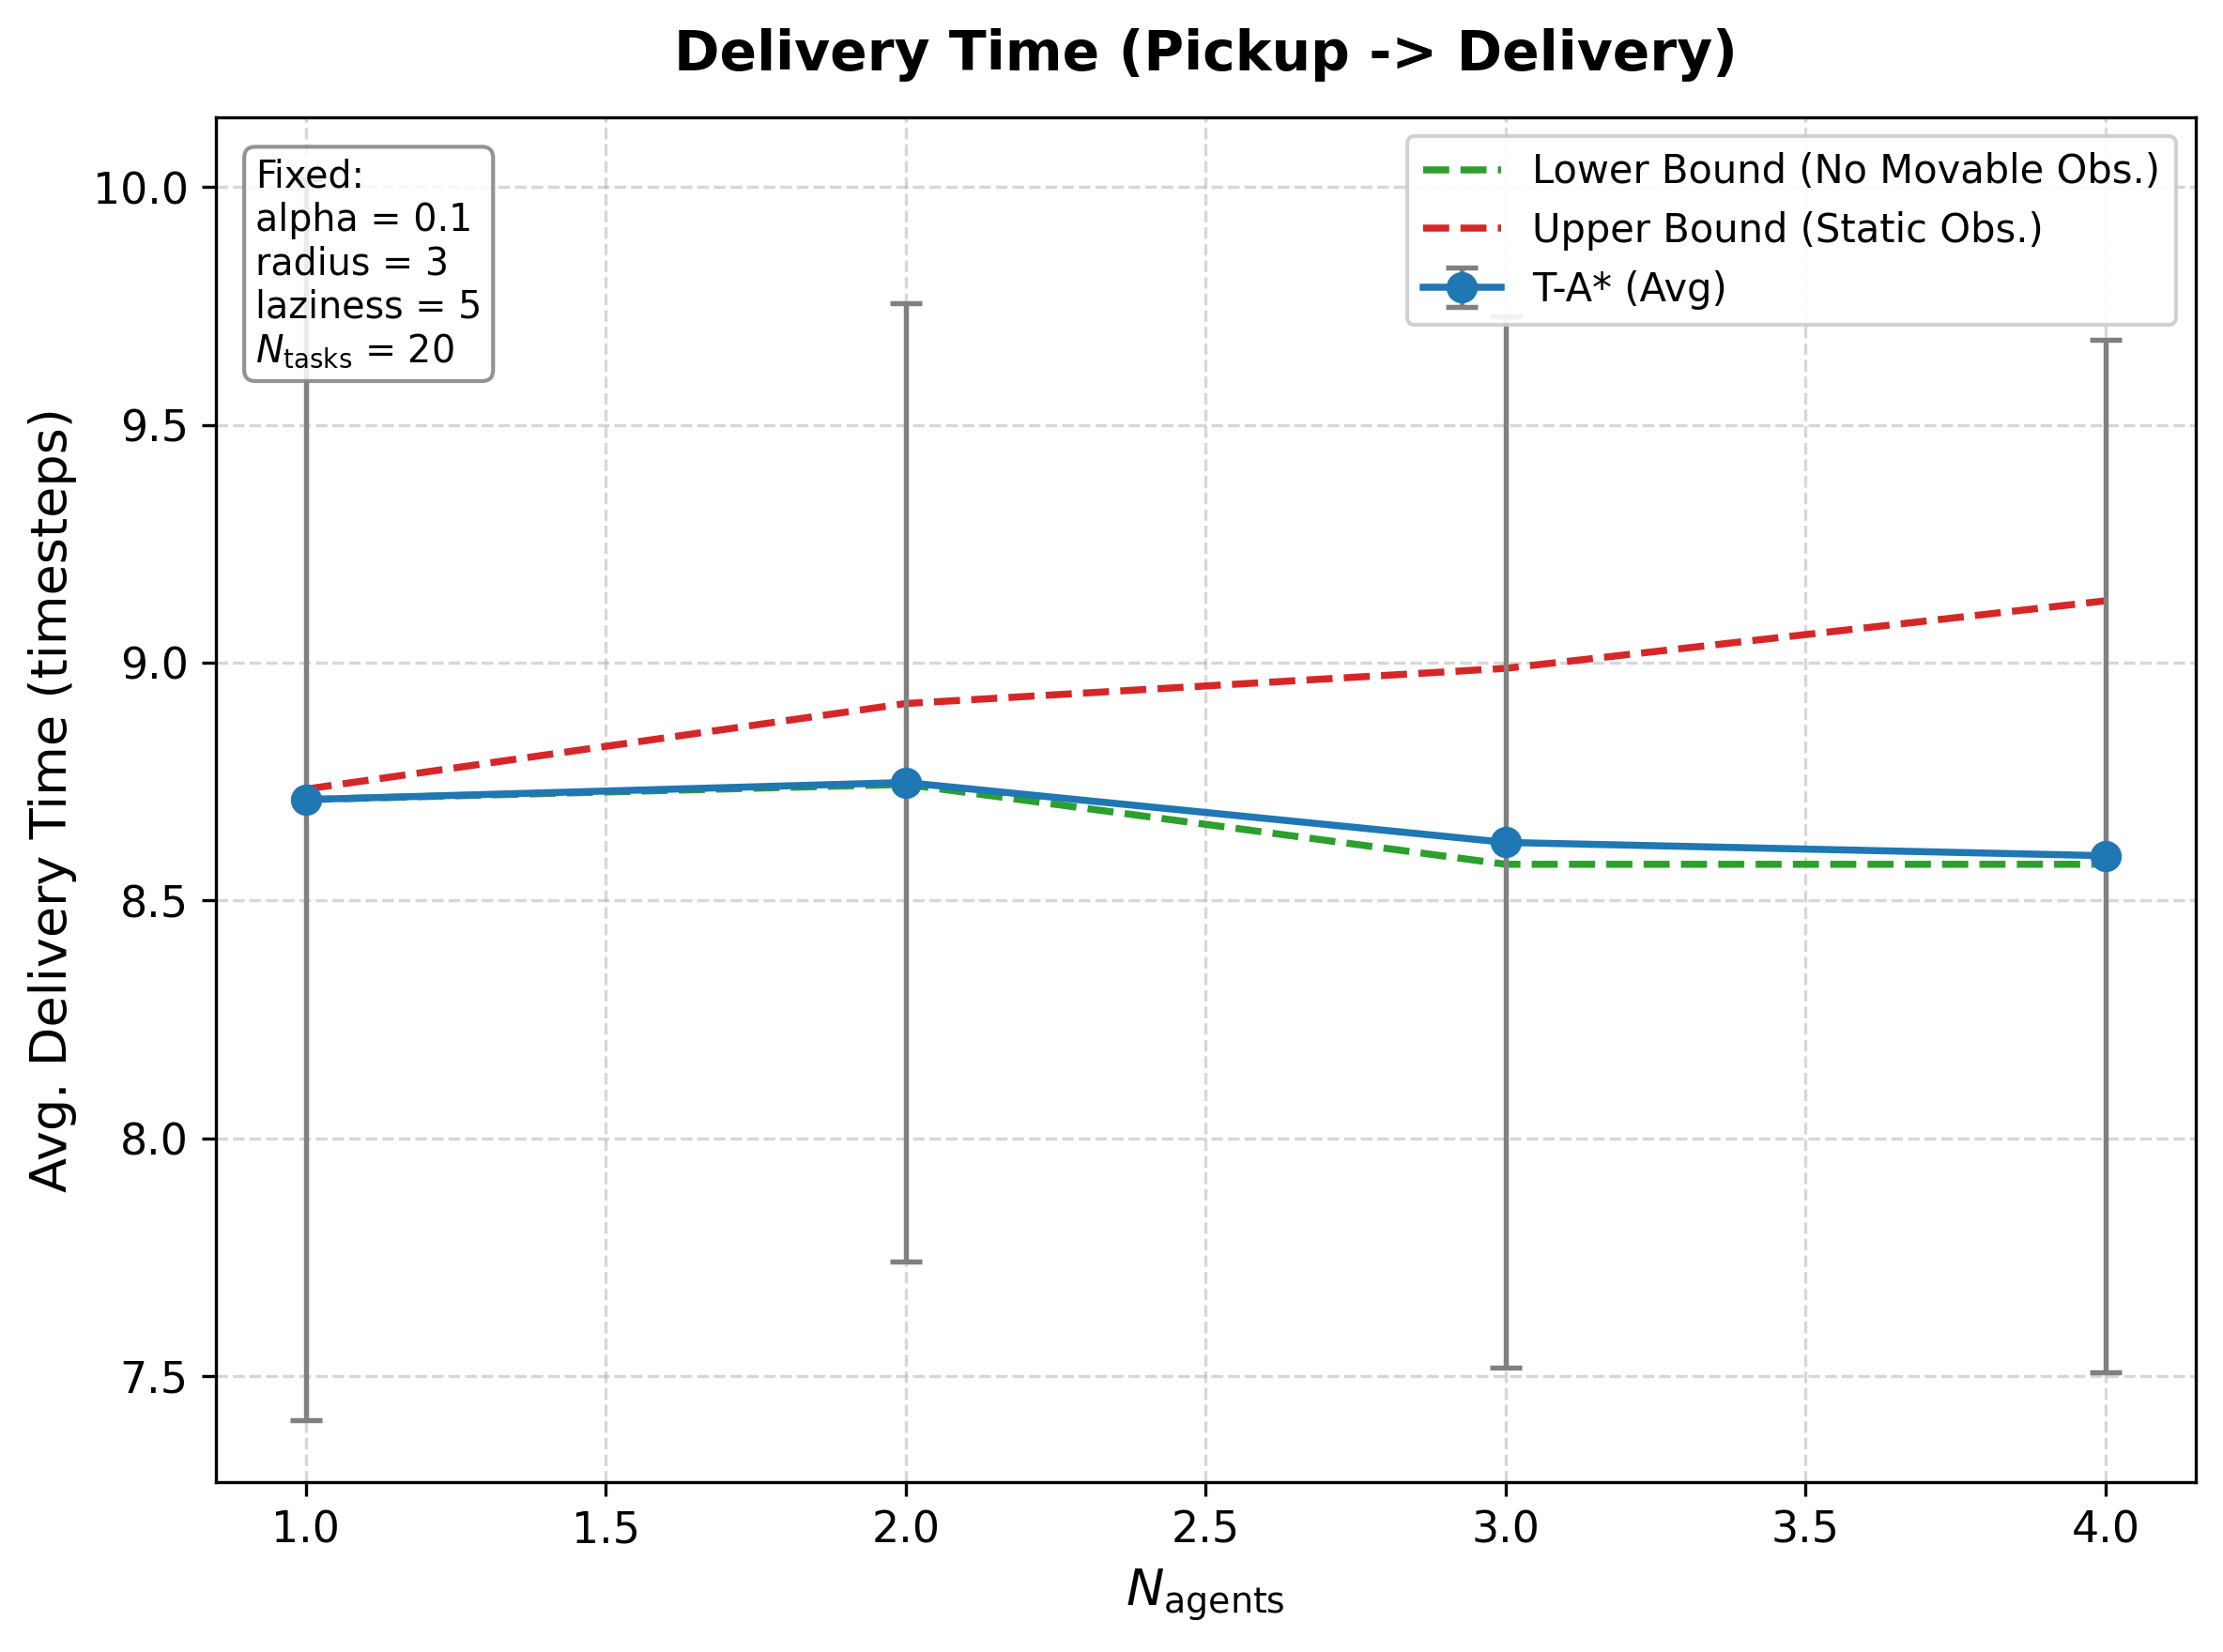 Delivery Time (Pickup -> Delivery)
Fixed:
alpha = 0.1
radius = 3
laziness = 5
N_tasks = 20
Lower Bound (No Movable Obs.)
Upper Bound (Static Obs.)
T-A* (Avg)
Avg. Delivery Time (timesteps)
10.0
9.5
9.0
8.5
8.0
7.5
1.0 1.5 2.0 2.5 3.0 3.5 4.0
N_agents